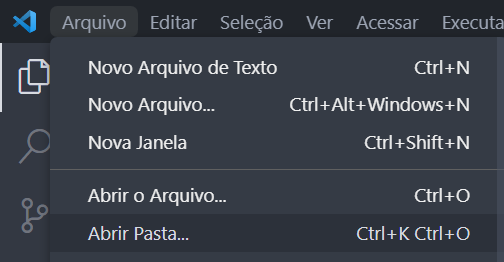 Arquivo Editar Seleção Ver Acessar Executa
Novo Arquivo de Texto Ctrl+N
Novo Arquivo... Ctrl+Alt+Windows+N
Nova Janela Ctrl+Shift+N
Abrir o Arquivo... Ctrl+O
Abrir Pasta... Ctrl+K Ctrl+O